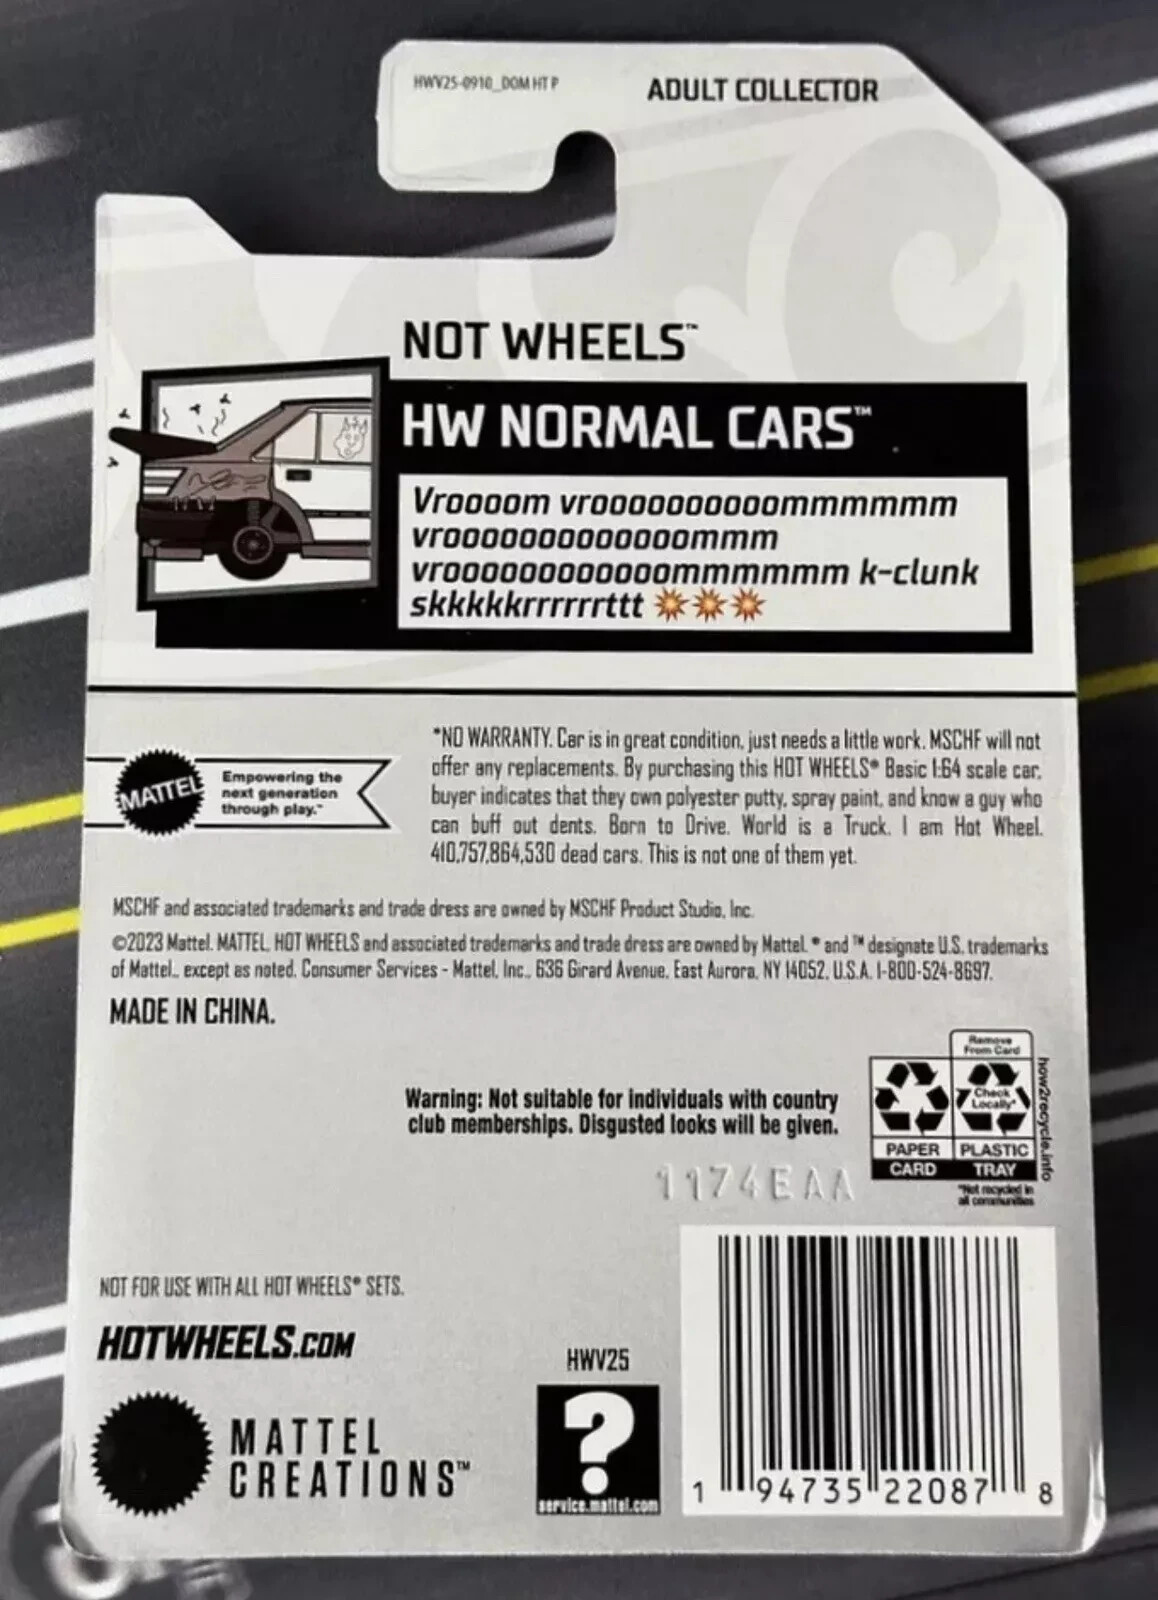 HWV25-0910_DOM HT P
ADULT COLLECTOR
NOT WHEELS™
HW NORMAL CARS™
Vroooom vroooooooooommmmmm
vrooooooooooooommm
vroooooooooooommmmmm k-clunk
skkkkkrrrrrrttt 💥💥💥
MATTEL
Empowering the
next generation
through play.™
*NO WARRANTY. Car is in great condition, just needs a little work. MSCHF will not
offer any replacements. By purchasing this HOT WHEELS® Basic 1:64 scale car,
buyer indicates that they own polyester putty, spray paint, and know a guy who
can buff out dents. Born to Drive. World is a Truck. I am Hot Wheel.
410,757,864,530 dead cars. This is not one of them yet.
MSCHF and associated trademarks and trade dress are owned by MSCHF Product Studio, Inc.
©2023 Mattel. MATTEL, HOT WHEELS and associated trademarks and trade dress are owned by Mattel. ® and ™ designate U.S. trademarks
of Mattel., except as noted. Consumer Services - Mattel, Inc., 636 Girard Avenue, East Aurora, NY 14052, U.S.A. 1-800-524-8697.
MADE IN CHINA.
Warning: Not suitable for individuals with country
club memberships. Disgusted looks will be given.
Remove
From Card
Check
Locally*
PAPER
PLASTIC
CARD
TRAY
*Not recycled in
all communities
how2recycle.info
1174EAA
NOT FOR USE WITH ALL HOT WHEELS® SETS.
HOTWHEELS.COM
MATTEL
CREATIONS™
HWV25
?
service.mattel.com
1 94735 22087 8